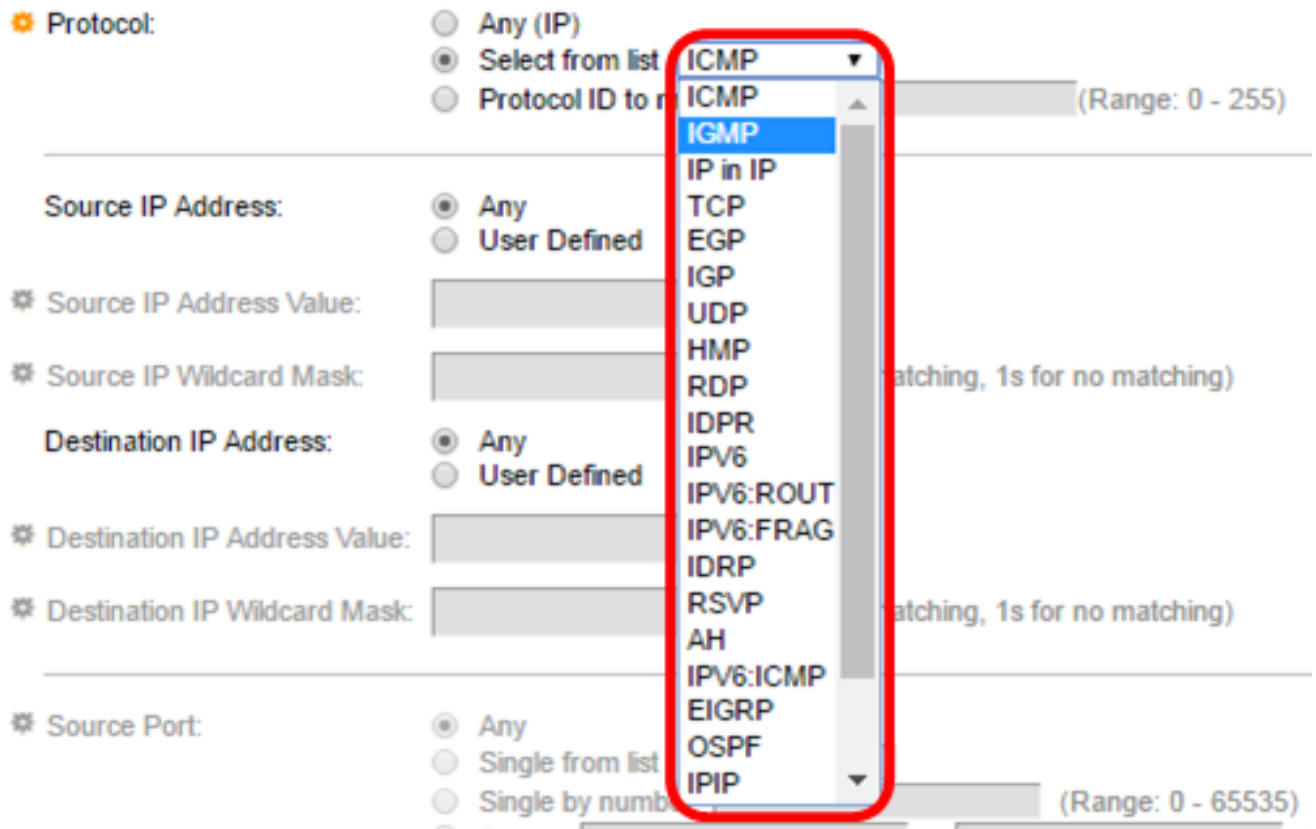 Protocol:
Any (IP)
Select from list
ICMP
Protocol ID to
(Range: 0 - 255)
ICMP
IGMP
IP in IP
TCP
EGP
IGP
UDP
HMP
RDP
IDPR
IPV6
IPV6:ROUT
IPV6:FRAG
IDRP
RSVP
AH
IPV6:ICMP
EIGRP
OSPF
IPIP
Source IP Address:
Any
User Defined
Source IP Address Value:
Source IP Wildcard Mask:
atching, 1s for no matching)
Destination IP Address:
Any
User Defined
Destination IP Address Value:
Destination IP Wildcard Mask:
atching, 1s for no matching)
Source Port:
Any
Single from list
Single by numb
(Range: 0 - 65535)